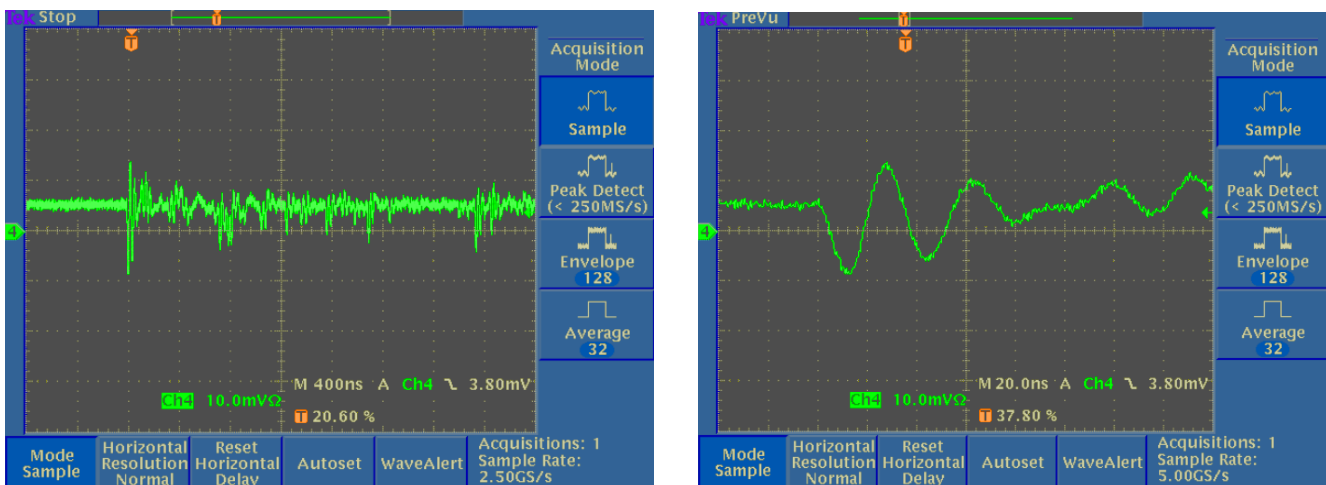 Tek Stop
T
T
Acquisition
Mode
Sample
Peak Detect
(< 250MS/s)
Envelope
128
Average
32
4
M 400ns A Ch4 ʅ 3.80mV
Ch4 10.0mVΩ
T 20.60 %
Mode
Sample
Horizontal
Resolution
Normal
Reset
Horizontal
Delay
Autoset
WaveAlert
Acquisitions: 1
Sample Rate:
2.50GS/s
Tek PreVu
T
T
Acquisition
Mode
Sample
Peak Detect
(< 250MS/s)
Envelope
128
Average
32
4
M 20.0ns A Ch4 ʅ 3.80mV
Ch4 10.0mVΩ
T 37.80 %
Mode
Sample
Horizontal
Resolution
Normal
Reset
Horizontal
Delay
Autoset
WaveAlert
Acquisitions: 1
Sample Rate:
5.00GS/s